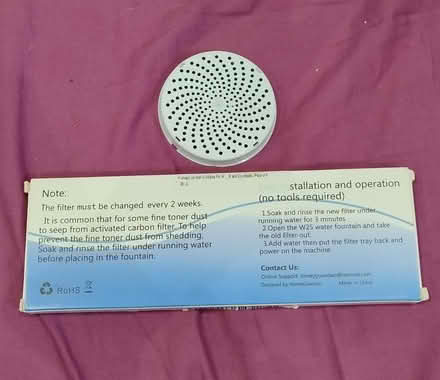 Note:
The filter must be changed every 2 weeks.
It is common that for some fine toner dust
to seep from activated carbon filter. To help
prevent the fine toner dust from shedding,
Soak and rinse the filter under running water
before placing in the fountain.
RoHS
stallation and operation
(no tools required)
1.Soak and rinse the new filter under
running water for 3 minutes
2.Open the W25 water fountain and take
the old filter out.
3.Add water then put the filter tray back and
power on the machine.
Contact Us:
Online Support:
Designed by
Made in China